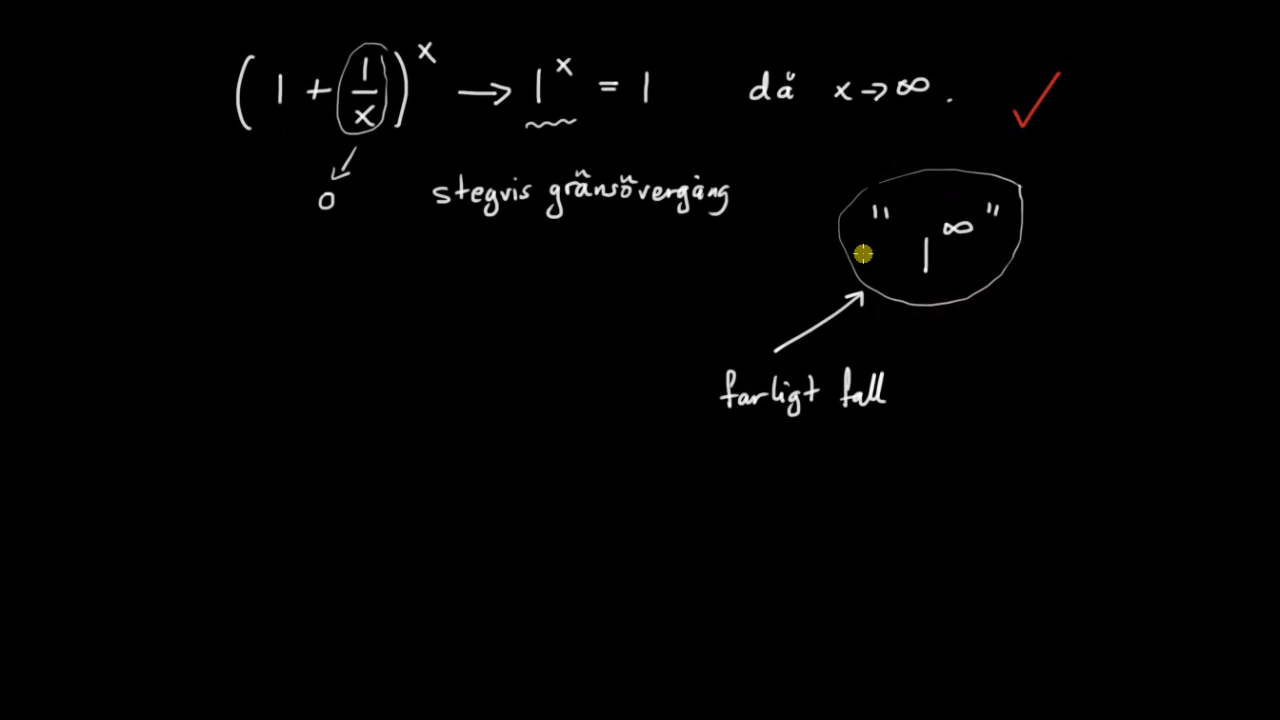 (1 + 1/x)^x → 1^x = 1 då x → ∞.
0
stegvis gränsövergång
" 1^∞ "
farligt fall